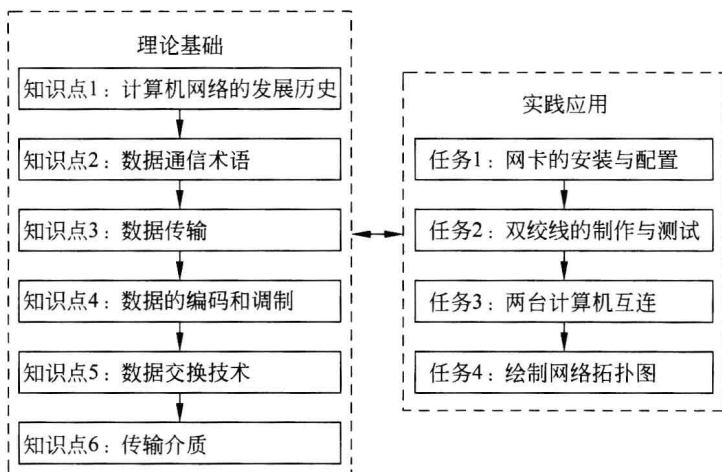 理论基础
知识点1：计算机网络的发展历史
知识点2：数据通信术语
知识点3：数据传输
知识点4：数据的编码和调制
知识点5：数据交换技术
知识点6：传输介质
实践应用
任务1：网卡的安装与配置
任务2：双绞线的制作与测试
任务3：两台计算机互连
任务4：绘制网络拓扑图